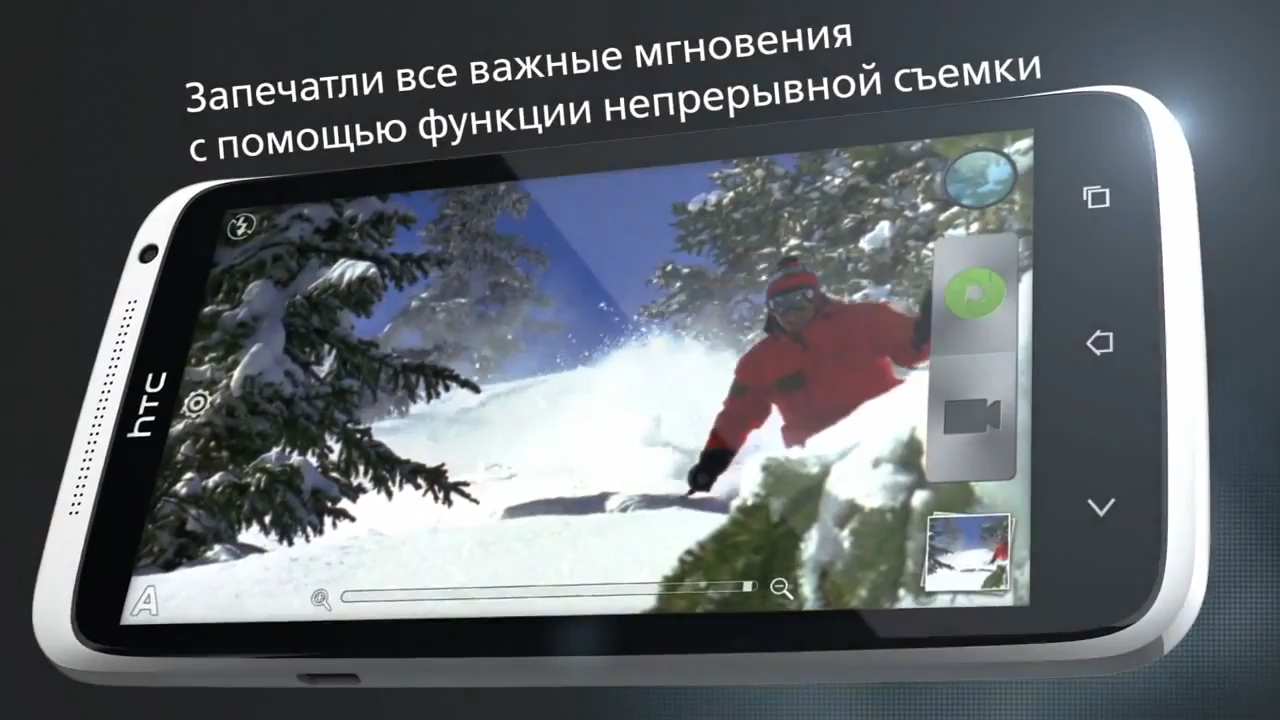 Запечатли все важные мгновения
с помощью функции непрерывной съемки
hTC
A